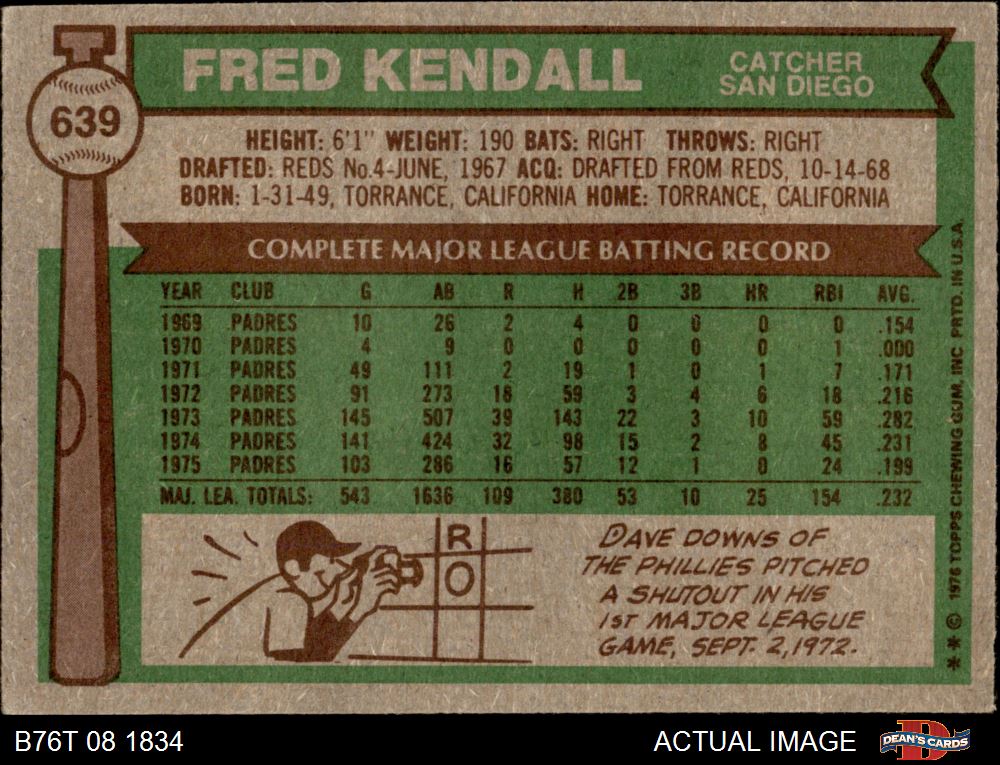 FRED KENDALL
CATCHER
SAN DIEGO
639
HEIGHT: 6'1" WEIGHT: 190 BATS: RIGHT THROWS: RIGHT
DRAFTED: REDS No.4-JUNE, 1967 ACQ: DRAFTED FROM REDS, 10-14-68
BORN: 1-31-49, TORRANCE, CALIFORNIA HOME: TORRANCE, CALIFORNIA
COMPLETE MAJOR LEAGUE BATTING RECORD
YEAR CLUB G AB R H 2B 3B HR RBI AVG.
1969 PADRES 10 26 2 4 0 0 0 0 .154
1970 PADRES 4 9 0 0 0 0 0 1 .000
1971 PADRES 49 111 2 19 1 0 1 7 .171
1972 PADRES 91 273 18 59 3 4 6 18 .216
1973 PADRES 145 507 39 143 22 3 10 59 .282
1974 PADRES 141 424 32 98 15 2 8 45 .231
1975 PADRES 103 286 16 57 12 1 0 24 .199
MAJ. LEA. TOTALS: 543 1636 109 380 53 10 25 154 .232
R
O
DAVE DOWNS OF
THE PHILLIES PITCHED
A SHUTOUT IN HIS
1ST MAJOR LEAGUE
GAME, SEPT. 2, 1972.
** © 1976 TOPPS CHEWING GUM, INC PRTD. IN U.S.A.
B76T 08 1834
ACTUAL IMAGE
D
DEAN'S CARDS